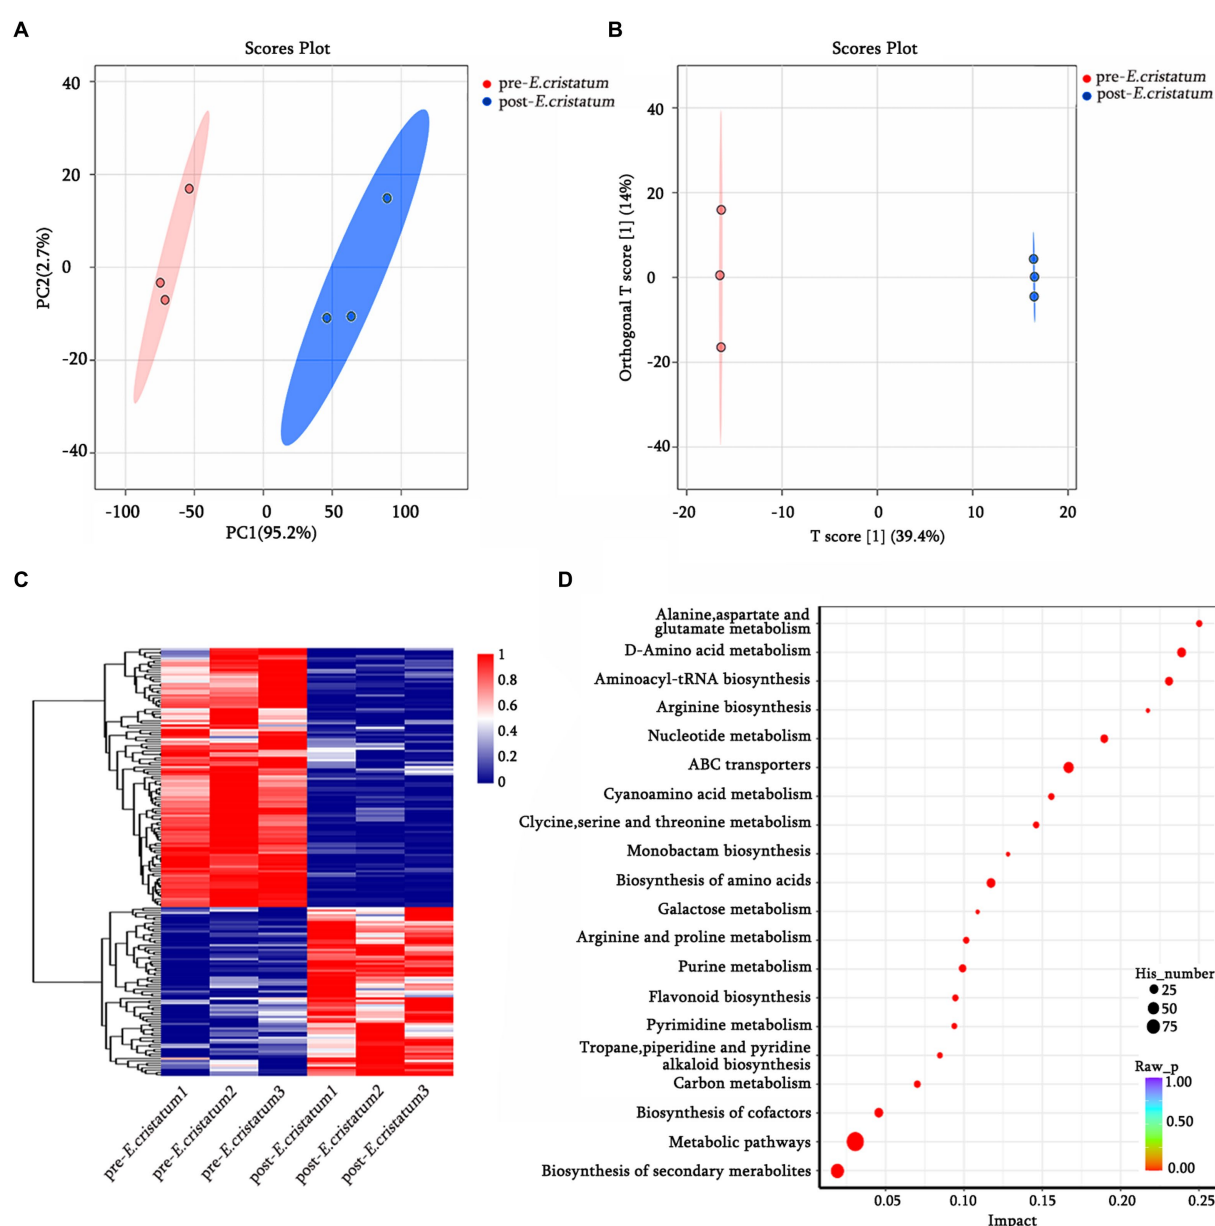 A
Scores Plot
pre-E.cristatum
post-E.cristatum
40
20
0
-20
-40
PC2(2.7%)
-100 -50 0 50 100
PC1(95.2%)
B
Scores Plot
pre-E.cristatum
post-E.cristatum
40
20
0
-20
-40
Orthogonal T score [1] (14%)
-20 -10 0 10 20
T score [1] (39.4%)
C
1
0.8
0.6
0.4
0.2
0
pre-E.cristatum1
pre-E.cristatum2
pre-E.cristatum3
post-E.cristatum1
post-E.cristatum2
post-E.cristatum3
D
Alanine,aspartate and
glutamate metabolism
D-Amino acid metabolism
Aminoacyl-tRNA biosynthesis
Arginine biosynthesis
Nucleotide metabolism
ABC transporters
Cyanoamino acid metabolism
Clycine,serine and threonine metabolism
Monobactam biosynthesis
Biosynthesis of amino acids
Galactose metabolism
Arginine and proline metabolism
Purine metabolism
Flavonoid biosynthesis
Pyrimidine metabolism
Tropane,piperidine and pyridine
alkaloid biosynthesis
Carbon metabolism
Biosynthesis of cofactors
Metabolic pathways
Biosynthesis of secondary merabolites
His_number
25
50
75
Raw_p
1.00
0.50
0.00
0.05 0.10 0.15 0.20 0.25
Impact